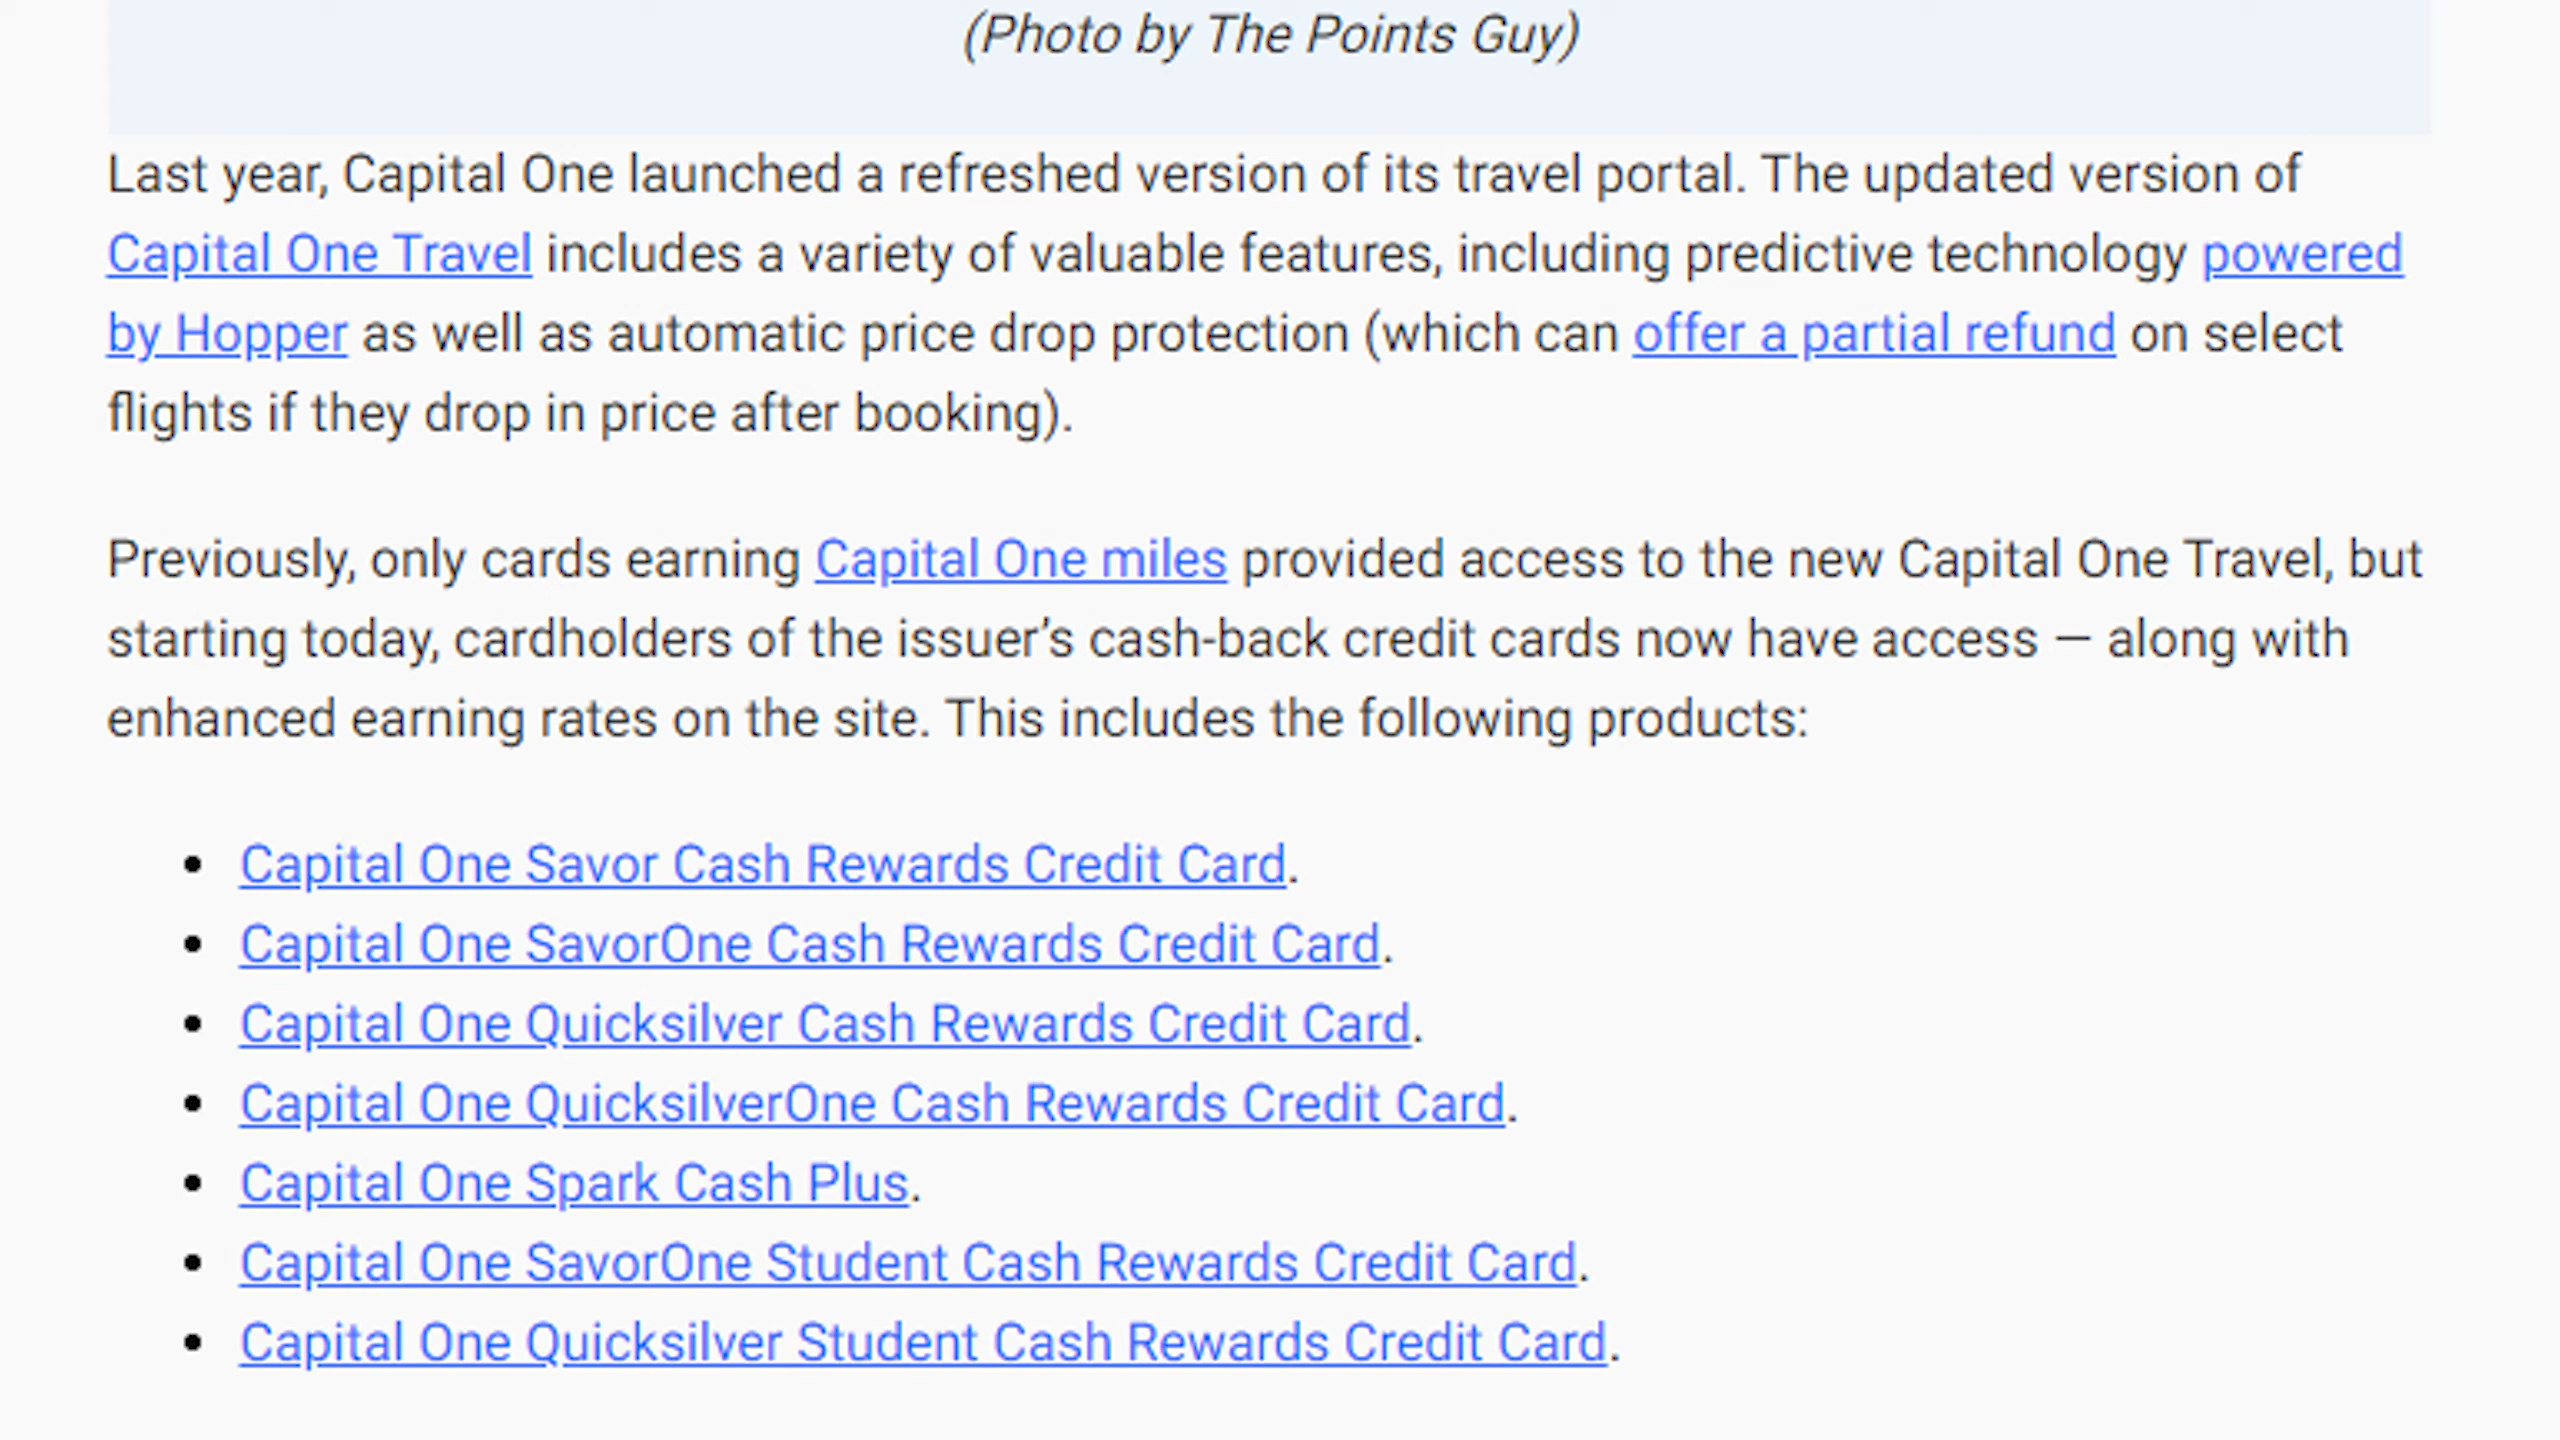 (Photo by The Points Guy)
Last year, Capital One launched a refreshed version of its travel portal. The updated version of
Capital One Travel includes a variety of valuable features, including predictive technology powered
by Hopper as well as automatic price drop protection (which can offer a partial refund on select
flights if they drop in price after booking).
Previously, only cards earning Capital One miles provided access to the new Capital One Travel, but
starting today, cardholders of the issuer’s cash-back credit cards now have access — along with
enhanced earning rates on the site. This includes the following products:
• Capital One Savor Cash Rewards Credit Card.
• Capital One SavorOne Cash Rewards Credit Card.
• Capital One Quicksilver Cash Rewards Credit Card.
• Capital One QuicksilverOne Cash Rewards Credit Card.
• Capital One Spark Cash Plus.
• Capital One SavorOne Student Cash Rewards Credit Card.
• Capital One Quicksilver Student Cash Rewards Credit Card.